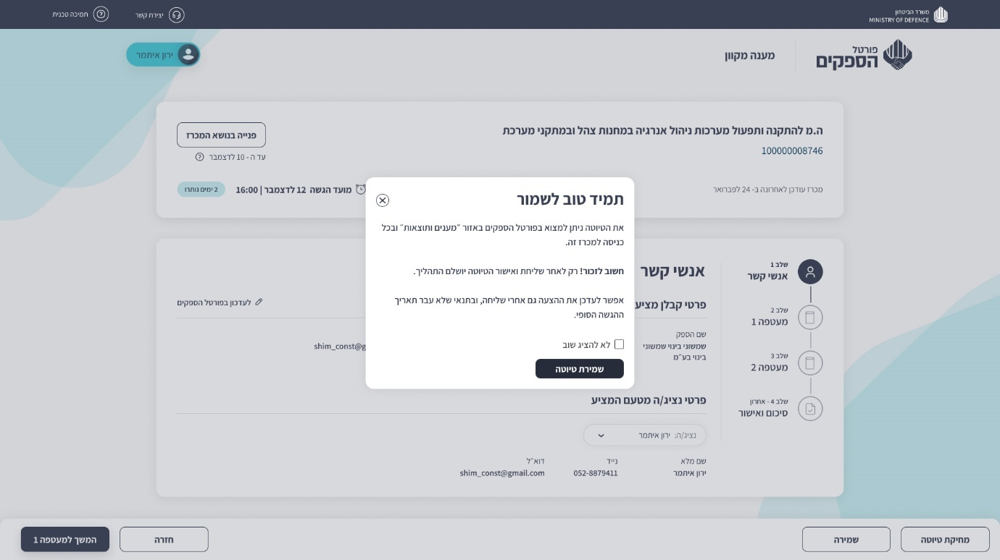 משרד הביטחון
MINISTRY OF DEFENCE
יצירת קשר
תמיכה טכנית
פורטל
הספקים
מענה מקוון
ירון איתמר
ה.מ להתקנה ותפעול מערכות ניהול אנרגיה במחנות צהל ובמתקני מערכת
פנייה בנושא המכרז
100000008746
עד ה - 10 לדצמבר
מכרז עודכן לאחרונה ב- 24 לפברואר
מועד הגשה 12 לדצמבר | 16:00
2 ימים נותרו
תמיד טוב לשמור
את הטיוטה ניתן למצוא בפורטל הספקים באזור "מענים ותוצאות" ובכל
כניסה למכרז זה.
חשוב לזכור! רק לאחר שליחת ואישור הטיוטה יושלם התהליך.
אפשר לעדכן את ההצעה גם אחרי שליחה, ובתנאי שלא עבר תאריך
ההגשה הסופי.
לא להציג שוב
שמירת טיוטה
שלב 1
אנשי קשר
שלב 2
מעטפה 1
שלב 3
מעטפה 2
שלב 4 - אחרון
סיכום ואישור
אנשי קשר
פרטי קבלן מציע
לעדכון בפורטל הספקים
שם הספק
שמשוני בינוי שמשוני
בינוי בע"מ
shim_const@g
פרטי נציג/ה מטעם המציע
נציג/ה: ירון איתמר
שם מלא
נייד
דוא"ל
ירון איתמר
052-8879411
shim_const@gmail.com
מחיקת טיוטה
שמירה
חזרה
המשך למעטפה 1